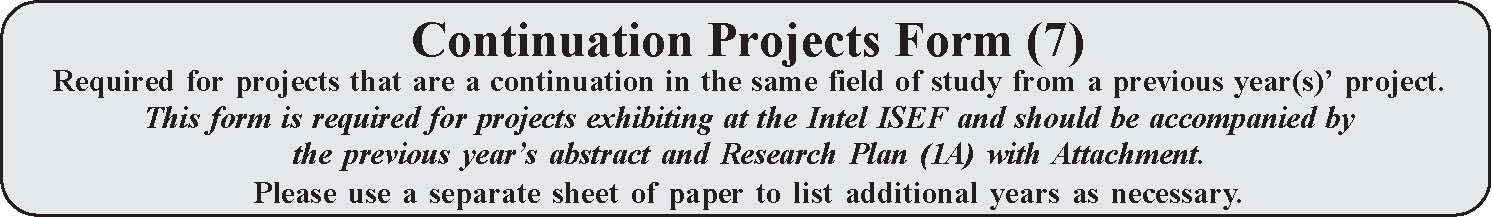 Continuation Projects Form (7)
Required for projects that are a continuation in the same field of study from a previous year(s)’ project.
This form is required for projects exhibiting at the Intel ISEF and should be accompanied by
the previous year’s abstract and Research Plan (1A) with Attachment.
Please use a separate sheet of paper to list additional years as necessary.